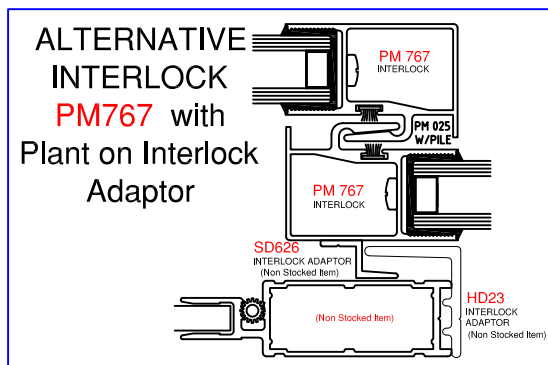 ALTERNATIVE
INTERLOCK
PM767 with
Plant on Interlock
Adaptor
PM 767
INTERLOCK
PM 025
W/PILE
PM 767
INTERLOCK
SD626
INTERLOCK ADAPTOR
(Non Stocked Item)
HD23
INTERLOCK
ADAPTOR
(Non Stocked Item)
(Non Stocked Item)